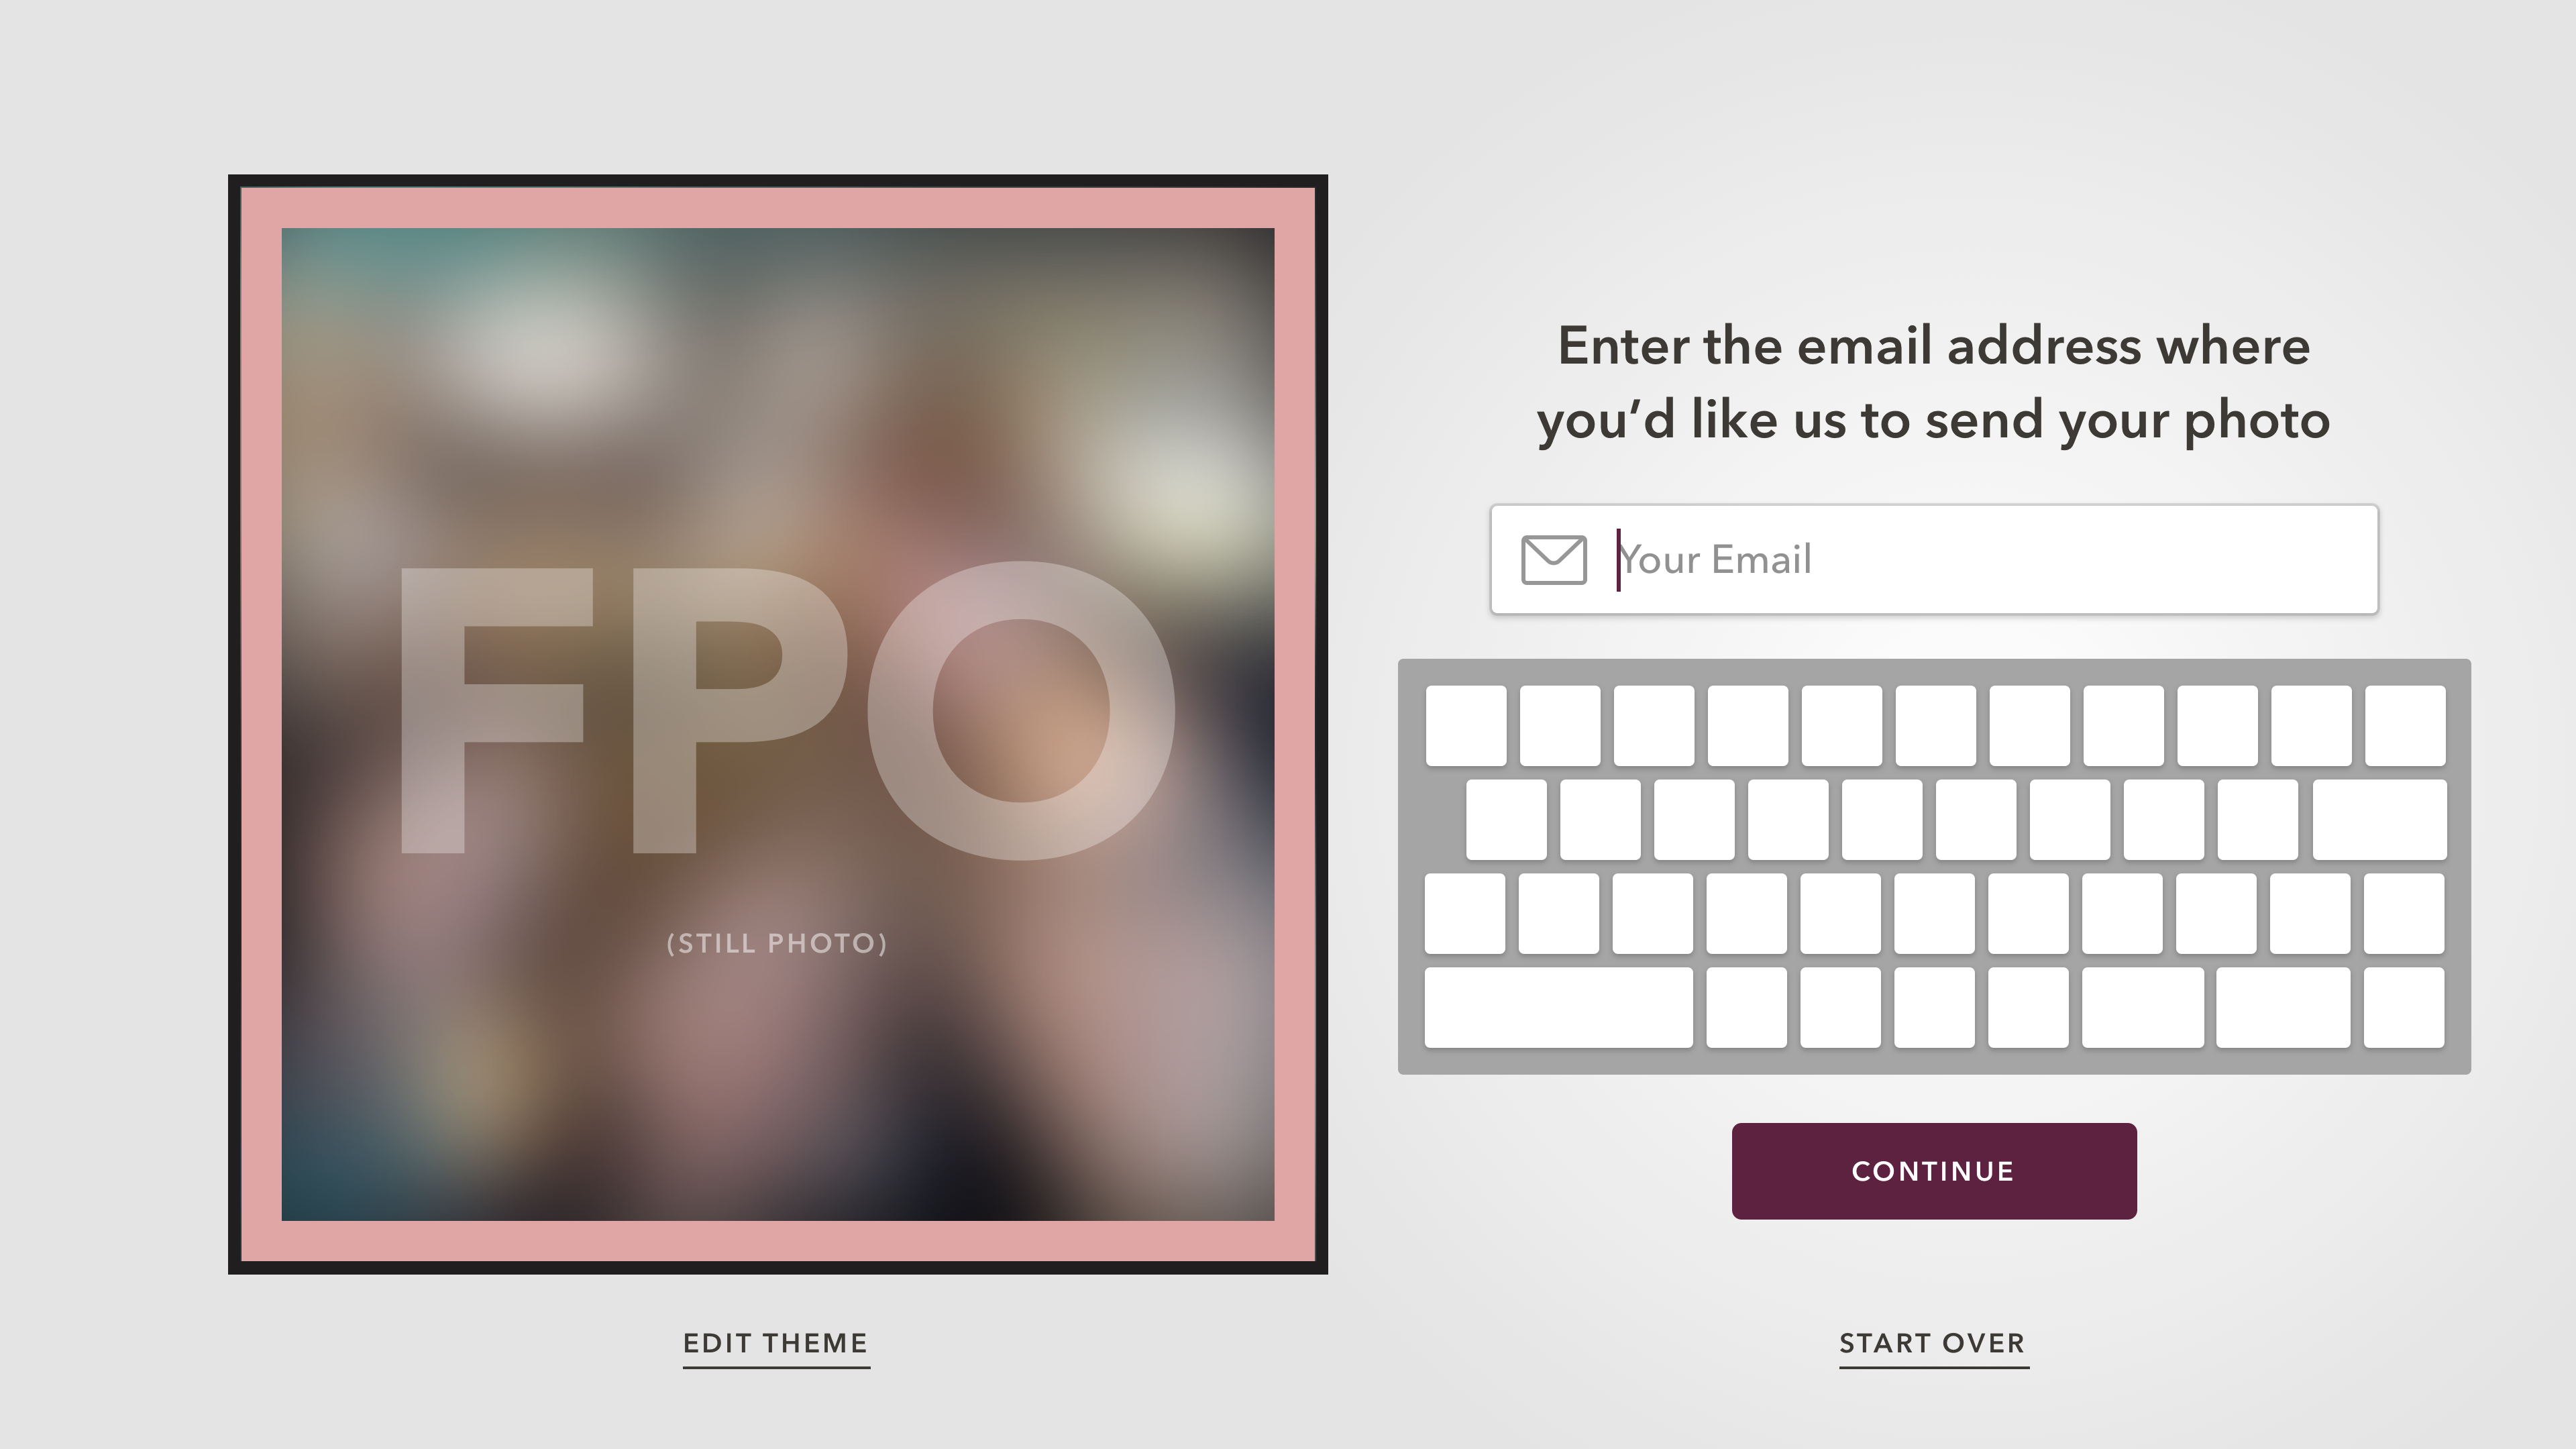 FPO
(STILL PHOTO)
EDIT THEME
Enter the email address where
you’d like us to send your photo
Your Email
CONTINUE
START OVER